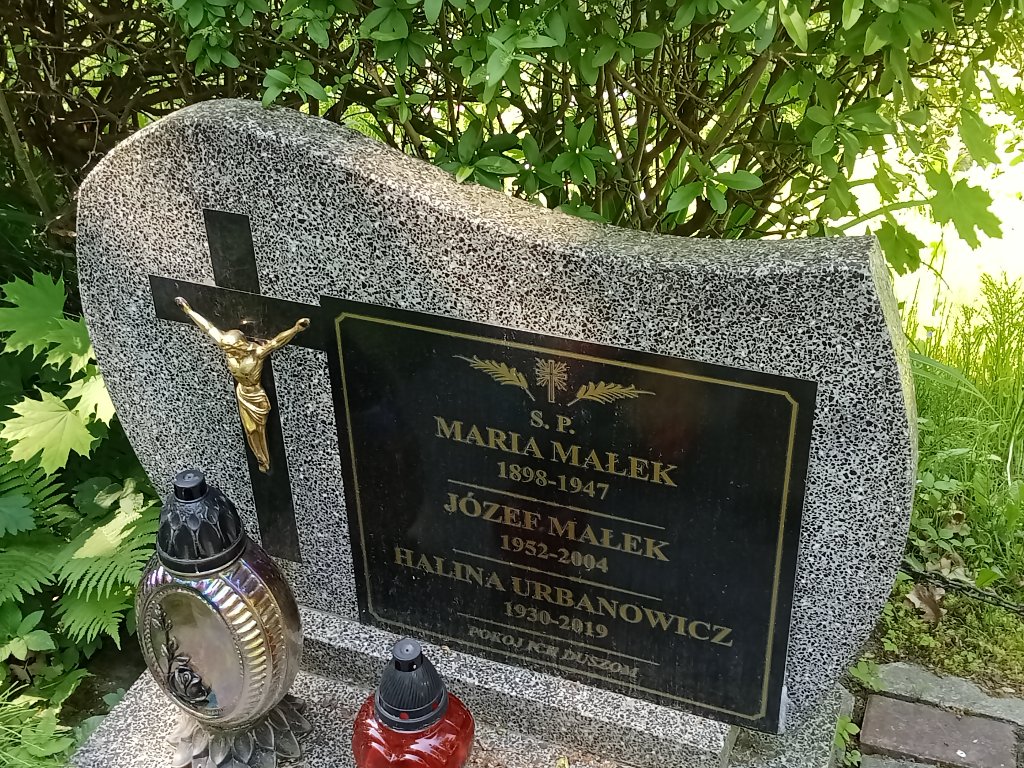 S. P.
MARIA MAŁEK
1898-1947
JÓZEF MAŁEK
1952-2004
HALINA URBANOWICZ
1930-2019
POKÓJ ICH DUSZOM